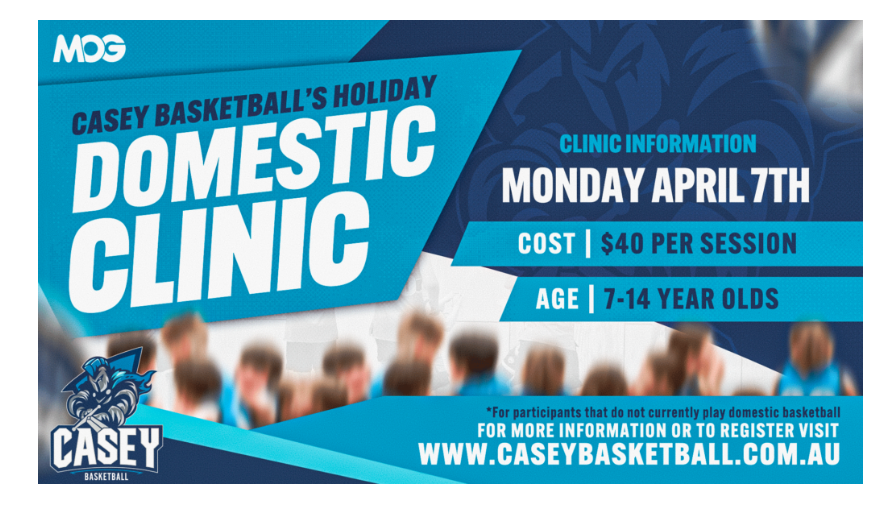 MOG
CASEY BASKETBALL'S HOLIDAY
DOMESTIC
CLINIC
CLINIC INFORMATION
MONDAY APRIL 7TH
COST | $40 PER SESSION
AGE | 7-14 YEAR OLDS
*For participants that do not currently play domestic basketball
FOR MORE INFORMATION OR TO REGISTER VISIT
WWW.CASEYBASKETBALL.COM.AU
CASEY
BASKETBALL